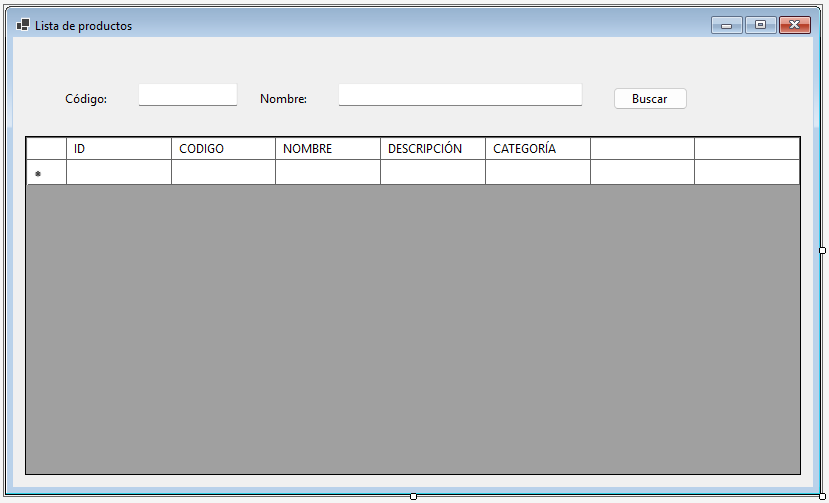 Lista de productos
Código: Nombre: Buscar
ID CODIGO NOMBRE DESCRIPCIÓN CATEGORÍA